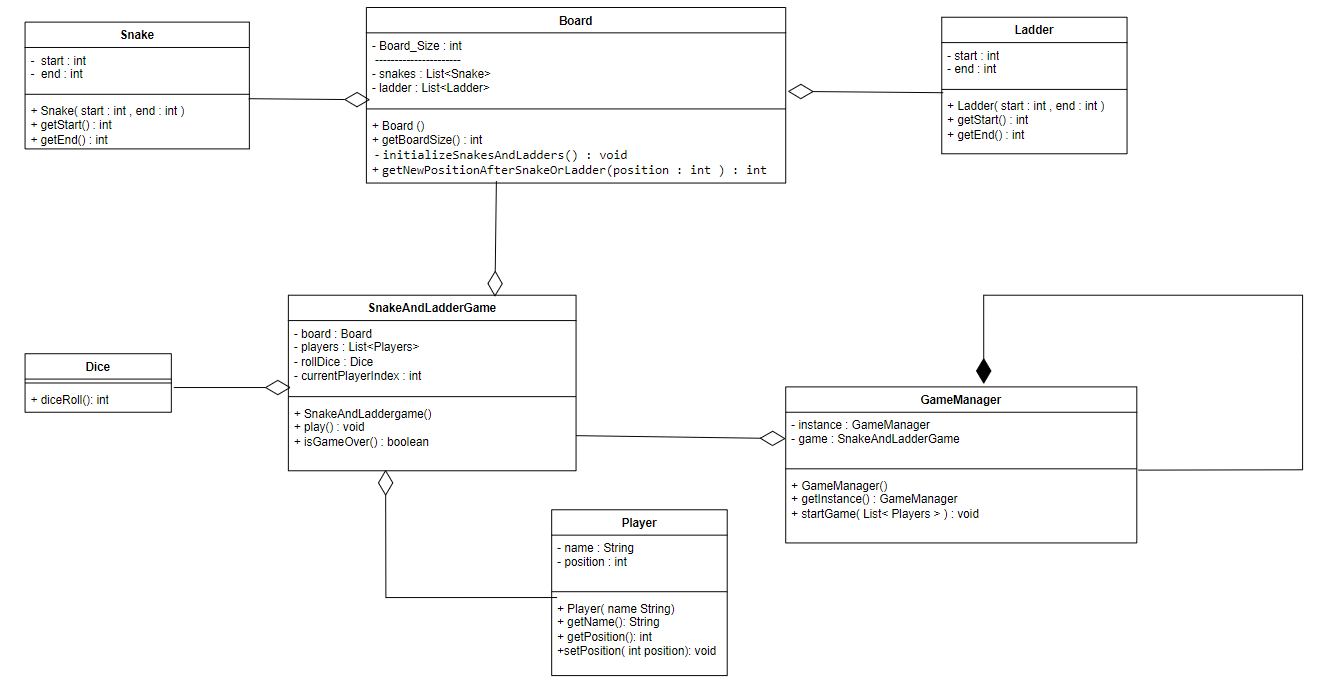 Snake
- start : int
- end : int
+ Snake( start : int , end : int )
+ getStart() : int
+ getEnd() : int
Board
- Board_Size : int
----------------------
- snakes : List<Snake>
- ladder : List<Ladder>
+ Board ()
+ getBoardSize() : int
- initializeSnakesAndLadders() : void
+ getNewPositionAfterSnakeOrLadder(position : int ) : int
Ladder
- start : int
- end : int
+ Ladder( start : int , end : int )
+ getStart() : int
+ getEnd() : int
SnakeAndLadderGame
- board : Board
- players : List<Players>
- rollDice : Dice
- currentPlayerIndex : int
+ SnakeAndLaddergame()
+ play() : void
+ isGameOver() : boolean
Dice
+ diceRoll(): int
GameManager
- instance : GameManager
- game : SnakeAndLadderGame
+ GameManager()
+ getInstance() : GameManager
+ startGame( List< Players > ) : void
Player
- name : String
- position : int
+ Player( name String)
+ getName(): String
+ getPosition(): int
+setPosition( int position): void